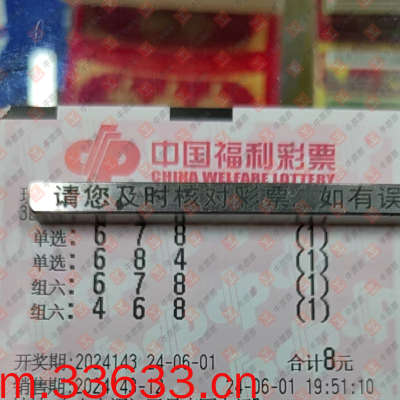 中国福利彩票
CHINA WELFARE LOTTERY
请您及时核对彩票 如有误
单选: 6 7 8 (1)
单选: 6 8 4 (1)
组六: 6 7 8 (1)
组六: 4 6 8 (1)
开奖期:2024143 24-06-01 合计8元
24-06-01 19:51:10
m.33633.cn